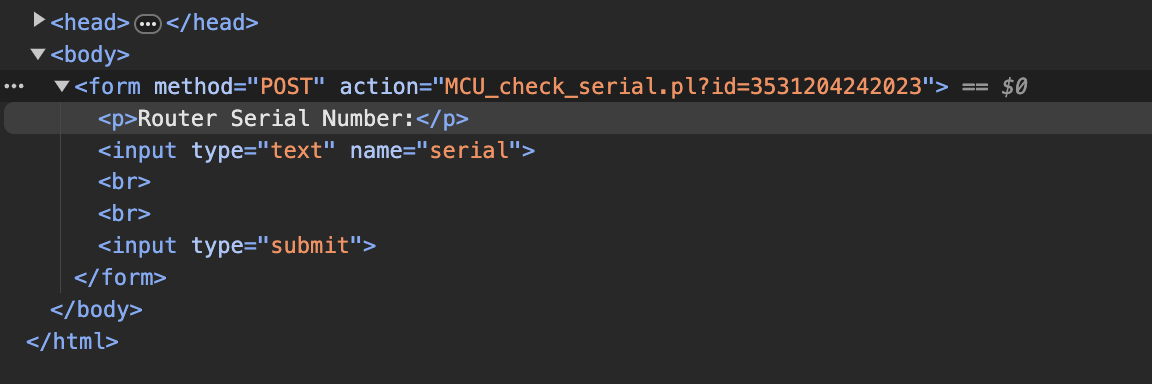 ▶<head>•••</head>
▼<body>
•••▼<form method="POST" action="MCU_check_serial.pl?id=3531204242023"> == $0
<p>Router Serial Number:</p>
<input type="text" name="serial">
<br>
<br>
<input type="submit">
</form>
</body>
</html>